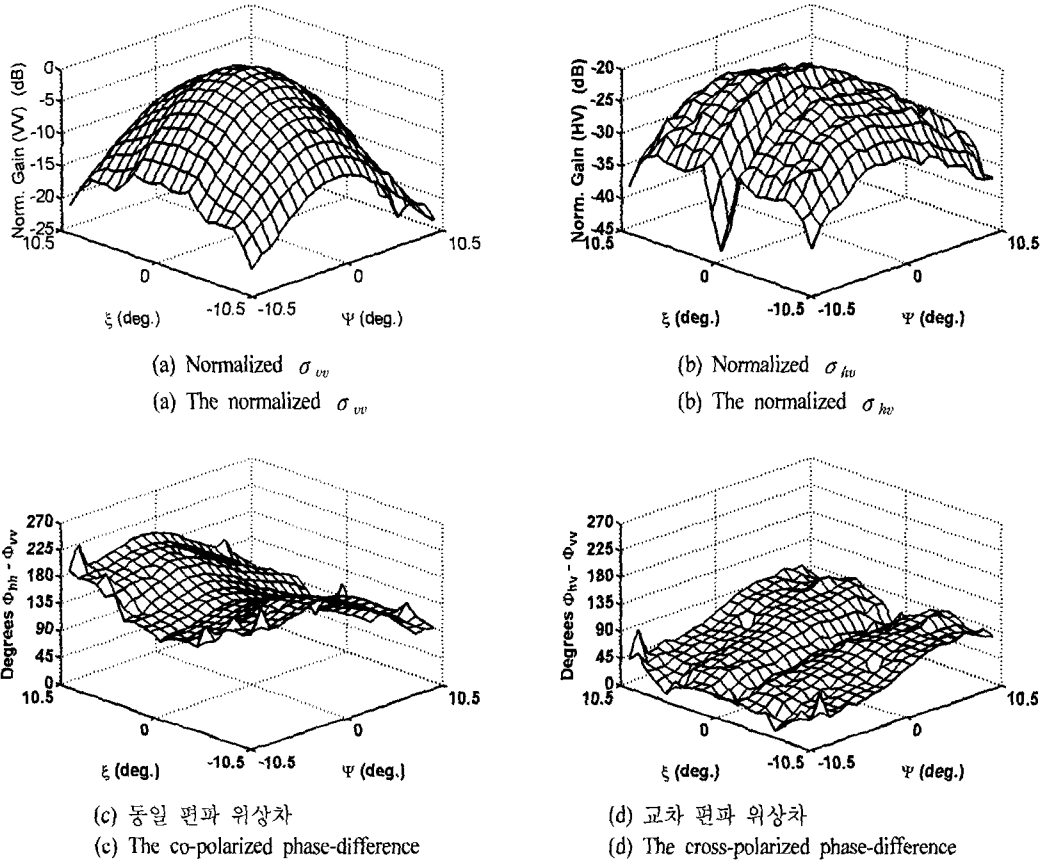 Norm. Gain (VV) (dB)
0
-5
-10
-15
-20
-25
10.5
0
-10.5
-10.5
0
10.5
ξ (deg.)
Ψ (deg.)
(a) Normalized σ vv
(a) The normalized σ vv
Norm. Gain (HV) (dB)
-20
-25
-30
-35
-40
-45
10.5
0
-10.5
-10.5
0
10.5
ξ (deg.)
Ψ (deg.)
(b) Normalized σ hv
(b) The normalized σ hv
Degrees Φhh - Φvv
270
225
180
135
90
45
0
10.5
0
-10.5
-10.5
0
10.5
ξ (deg.)
Ψ (deg.)
(c) 동일 편파 위상차
(c) The co-polarized phase-difference
Degrees Φhv - Φvv
270
225
180
135
90
45
0
10.5
0
-10.5
-10.5
0
10.5
ξ (deg.)
Ψ (deg.)
(d) 교차 편파 위상차
(d) The cross-polarized phase-difference